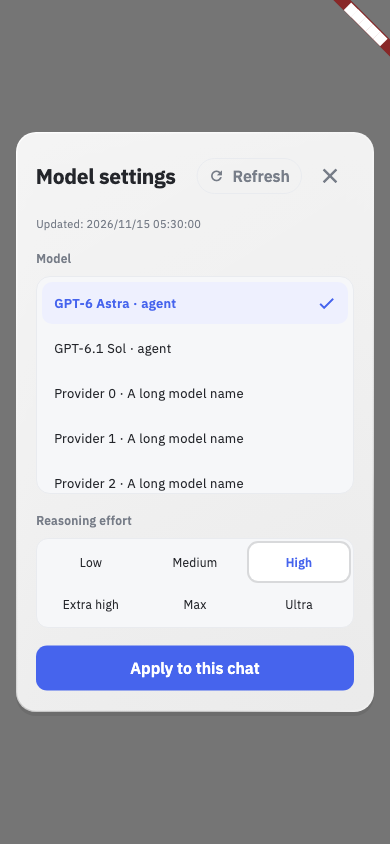 Model settings
Refresh
Updated: 2026/11/15 05:30:00
Model
GPT-6 Astra · agent
GPT-6.1 Sol · agent
Provider 0 · A long model name
Provider 1 · A long model name
Provider 2 · A long model name
Reasoning effort
Low Medium High
Extra high Max Ultra
Apply to this chat